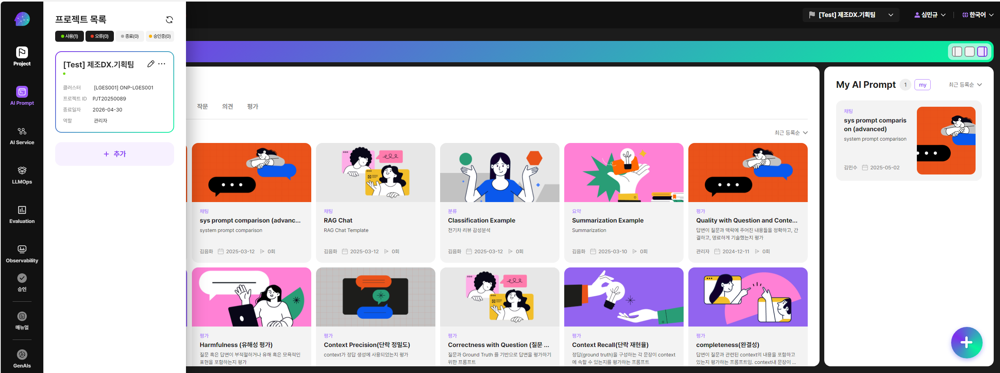 Project
AI Prompt
AI Service
LLMOps
Evaluation
Observability
승인
매뉴얼
GenAIs
프로젝트 목록
사용(1)
오류(0)
종료(0)
승인중(0)
[Test] 제조DX.기획팀
클러스터 [LGES001] ONP-LGES001
프로젝트 ID PJT20250089
종료일자 2026-04-30
역할 관리자
+ 추가
[Test] 제조DX.기획팀
심민규
한국어
작문
의견
평가
최근 등록순
채팅
sys prompt comparison (advanc...
system prompt comparison
김음화 2025-03-12 0회
채팅
RAG Chat
RAG Chat Template
김음화 2025-03-12 0회
분류
Classification Example
전기차 리뷰 감성분석
김음화 2025-03-12 0회
요약
Summarization Example
Summarization
김음화 2025-03-10 0회
평가
Quality with Question and Conte...
답변이 질문과 맥락에 주어진 내용들을 정확하고, 간
결하고, 명료하게 기술했는지 평가
관리자 2024-12-11 0회
평가
Harmfulness (유해성 평가)
질문 혹은 답변이 부적절하거나 유해 혹은 모욕적인
표현을 포함하는지 평가
평가
Context Precision(단락 정밀도)
context가 정답 생성에 사용되었는지 평가
평가
Correctness with Question (질문 ...
질문과 Ground Truth 를 기반으로 답변을 평가하기
위한 프롬프트
평가
Context Recall(단락 재현율)
정답(ground truth)을 구성하는 각 문장이 context
에 속할 수 있는지를 평가하는 프롬프트
평가
completeness(완결성)
답변이 질문과 관련된 context의 내용을 포함하고
있는지 평가하는 프롬프트임. context내 문장이 ...
My AI Prompt 1 my
최근 등록순
채팅
sys prompt comparis
on (advanced)
system prompt comparison
김민수 2025-05-02